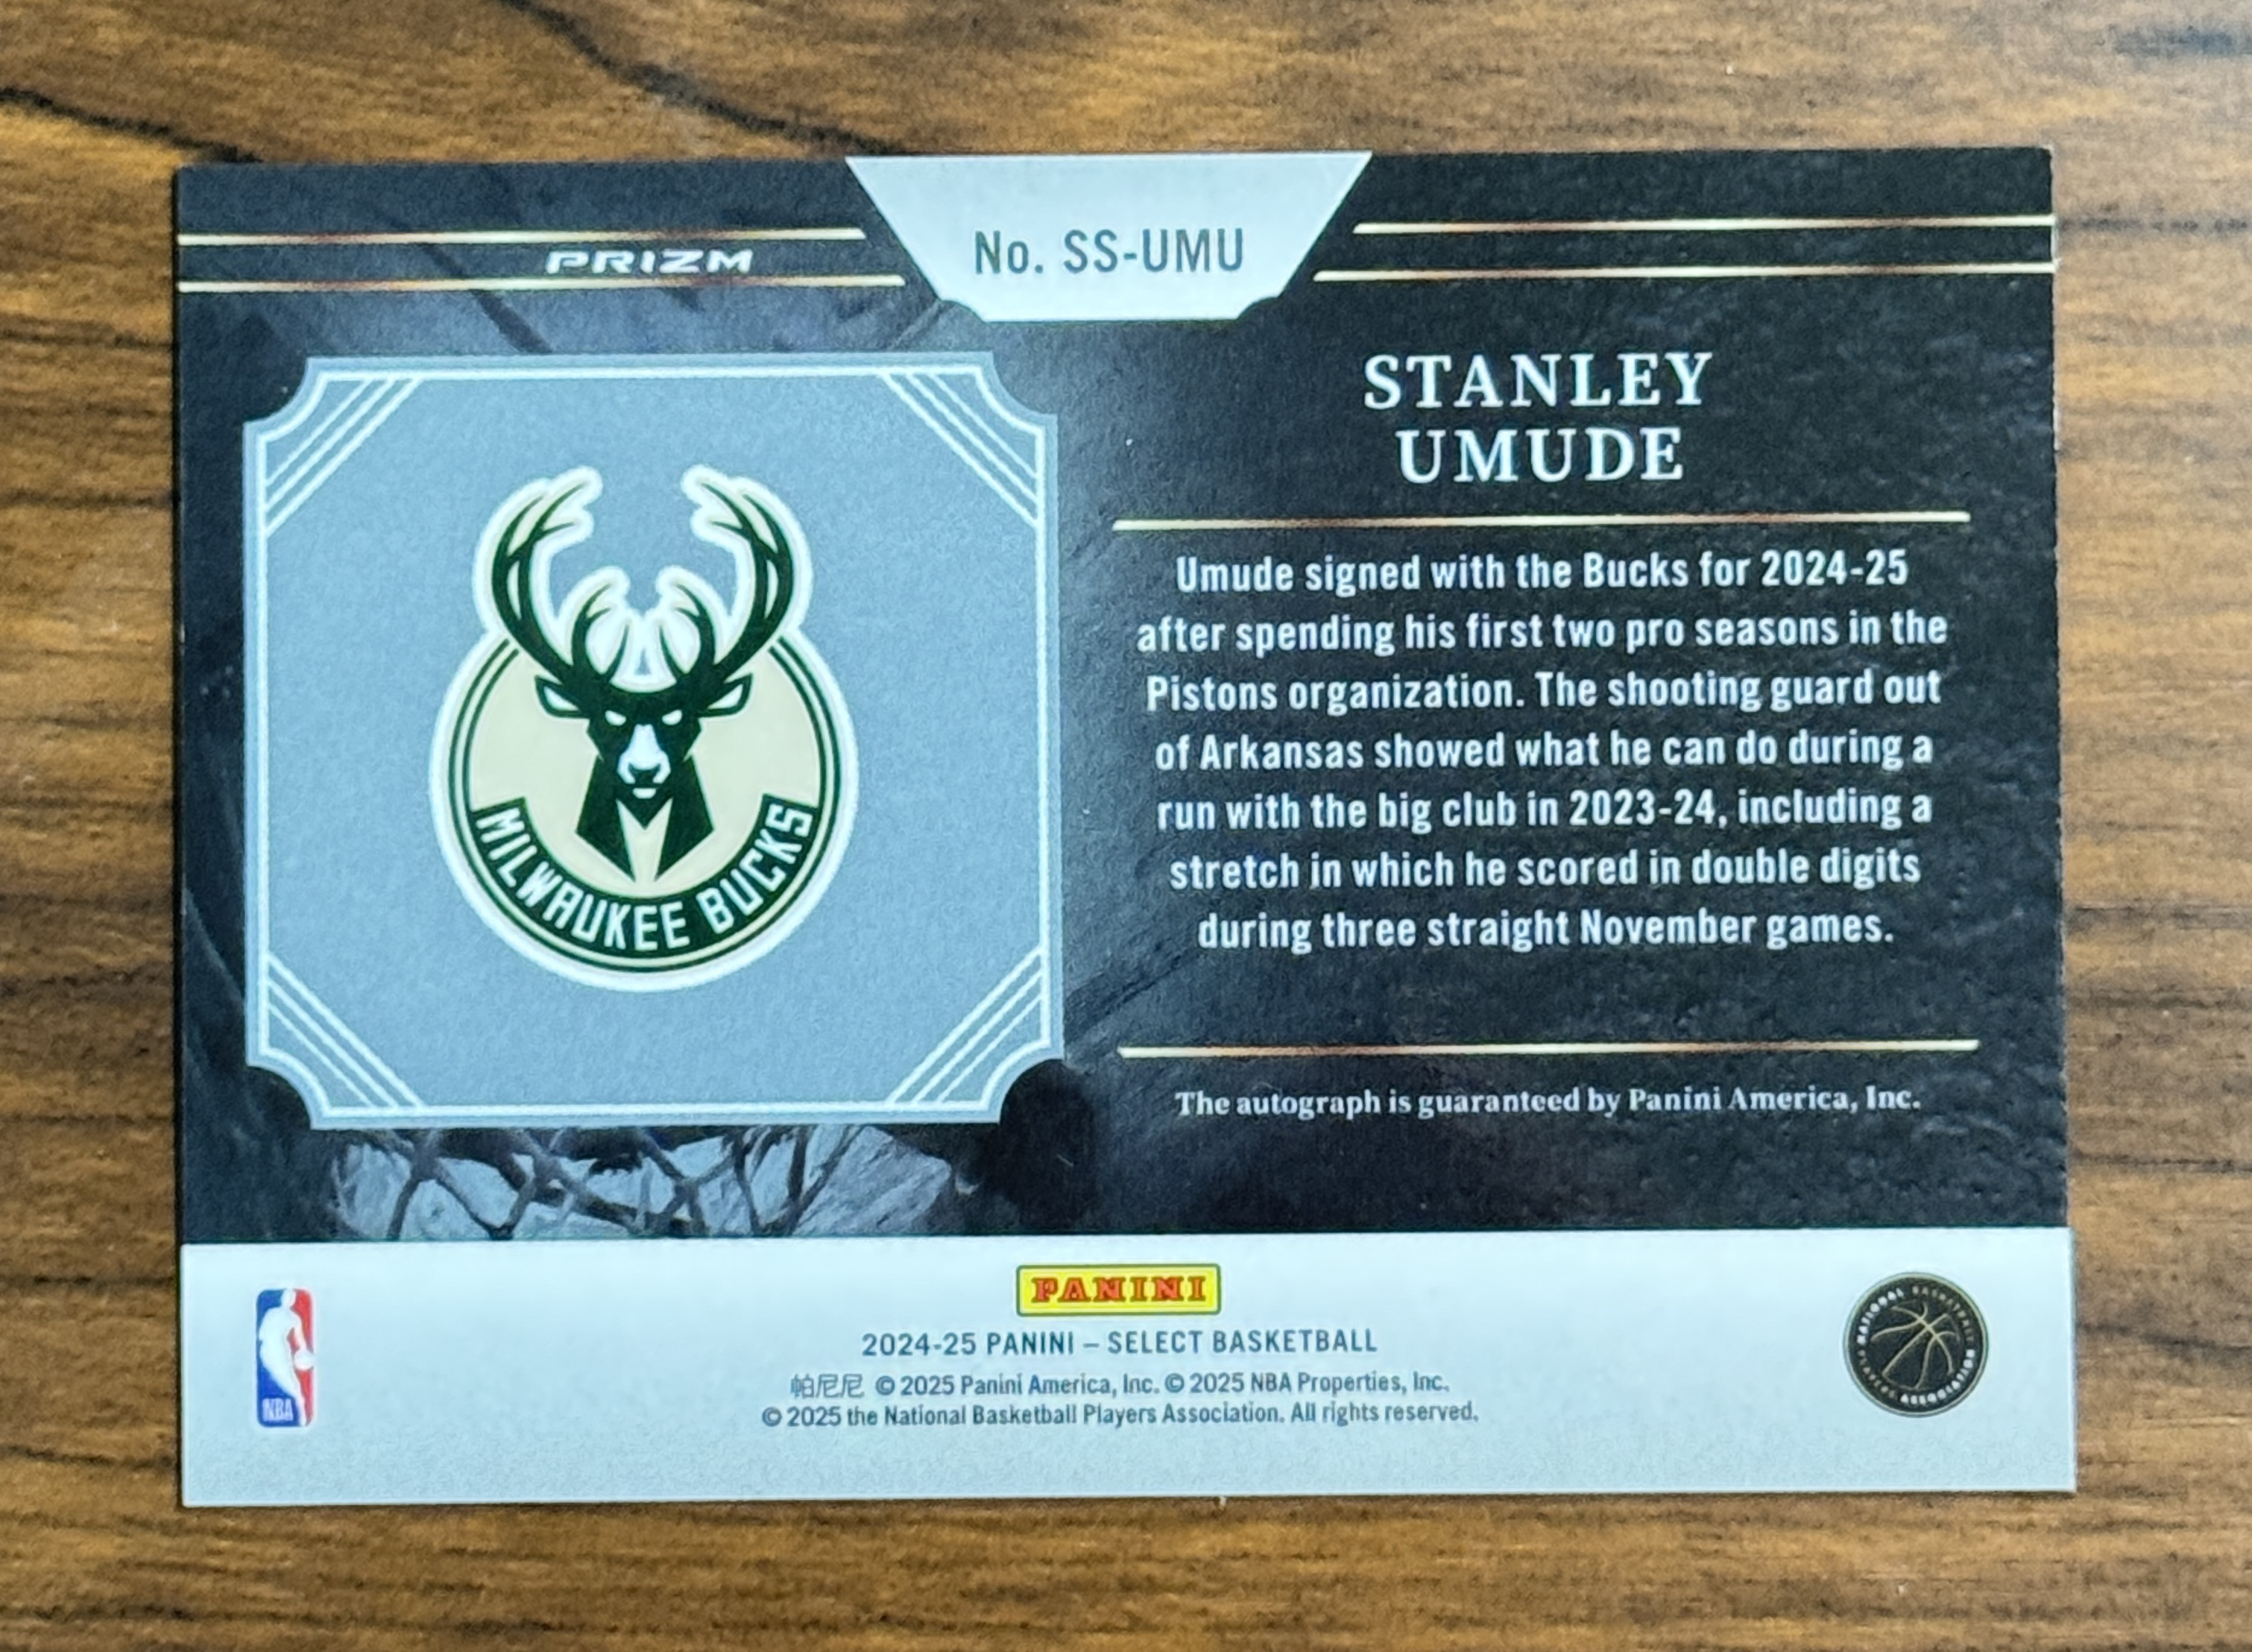 No. SS-UMU
PRIZM
STANLEY
UMUDE
Umude signed with the Bucks for 2024-25
after spending his first two pro seasons in the
Pistons organization. The shooting guard out
of Arkansas showed what he can do during a
run with the big club in 2023-24, including a
stretch in which he scored in double digits
during three straight November games.
MILWAUKEE BUCKS
The autograph is guaranteed by Panini America, Inc.
PANINI
2024-25 PANINI – SELECT BASKETBALL
帕尼尼 © 2025 Panini America, Inc. © 2025 NBA Properties, Inc.
© 2025 the National Basketball Players Association. All rights reserved.
NBA
NATIONAL BASKETBALL
PLAYERS ASSOCIATION